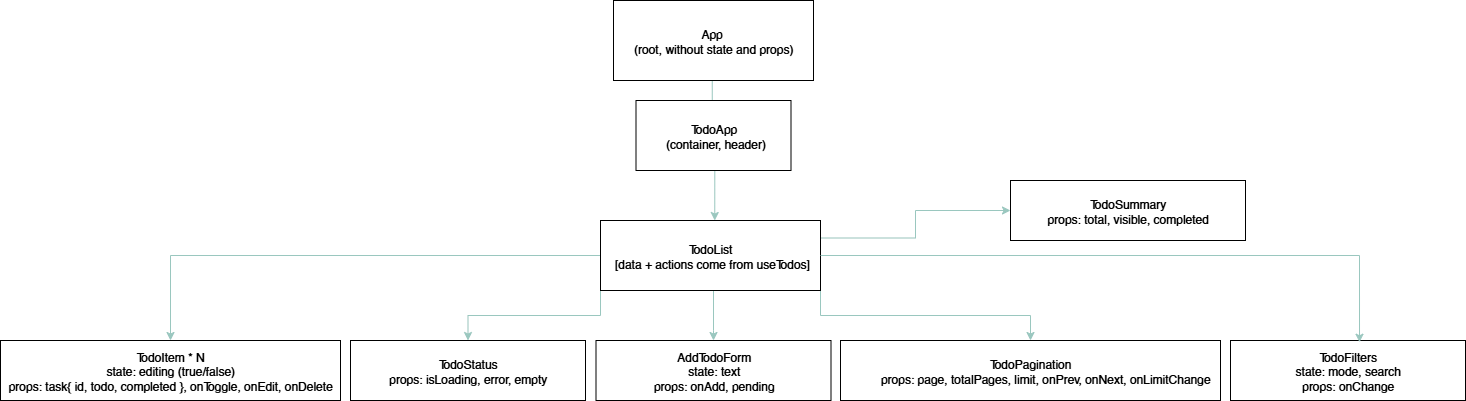 App
(root, without state and props)
TodoApp
(container, header)
TodoSummary
props: total, visible, completed
TodoList
[data + actions come from useTodos]
TodoItem * N
state: editing (true/false)
props: task{ id, todo, completed }, onToggle, onEdit, onDelete
TodoStatus
props: isLoading, error, empty
AddTodoForm
state: text
props: onAdd, pending
TodoPagination
props: page, totalPages, limit, onPrev, onNext, onLimitChange
TodoFilters
state: mode, search
props: onChange